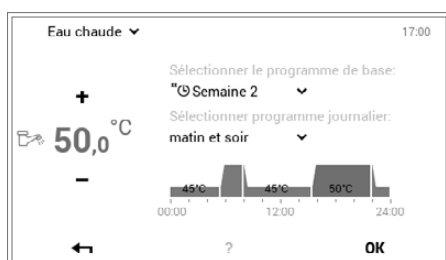 Eau chaude
17:00
Sélectionner le programme de base:
Semaine 2
Sélectionner programme journalier:
matin et soir
+
50,0 °C
−
45°C 45°C 50°C
00:00 12:00 24:00
? OK